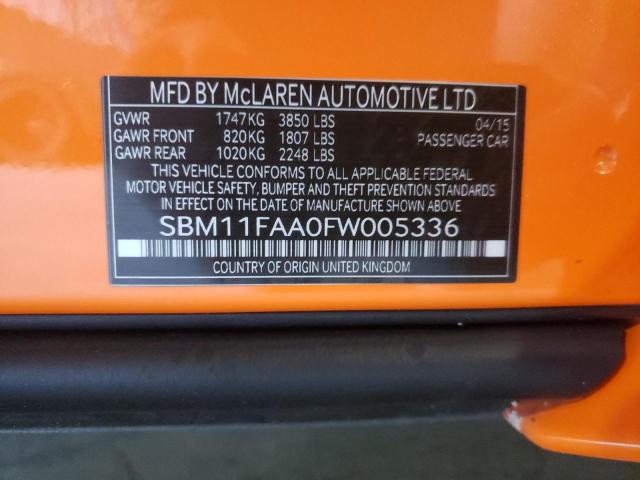 MFD BY McLAREN AUTOMOTIVE LTD
GVWR 1747KG 3850 LBS 04/15
GAWR FRONT 820KG 1807 LBS PASSENGER CAR
GAWR REAR 1020KG 2248 LBS
THIS VEHICLE CONFORMS TO ALL APPLICABLE FEDERAL
MOTOR VEHICLE SAFETY, BUMPER AND THEFT PREVENTION STANDARDS
IN EFFECT ON THE DATE OF MANUFACTURE SHOWN ABOVE
SBM11FAA0FW005336
COUNTRY OF ORIGIN UNITED KINGDOM